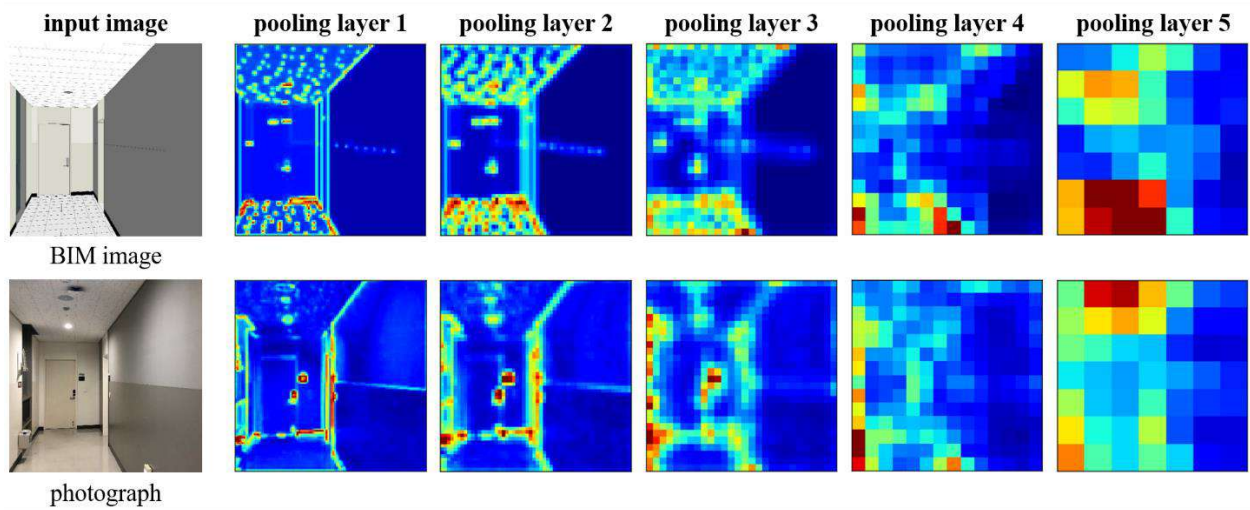 input image pooling layer 1 pooling layer 2 pooling layer 3 pooling layer 4 pooling layer 5
BIM image
photograph